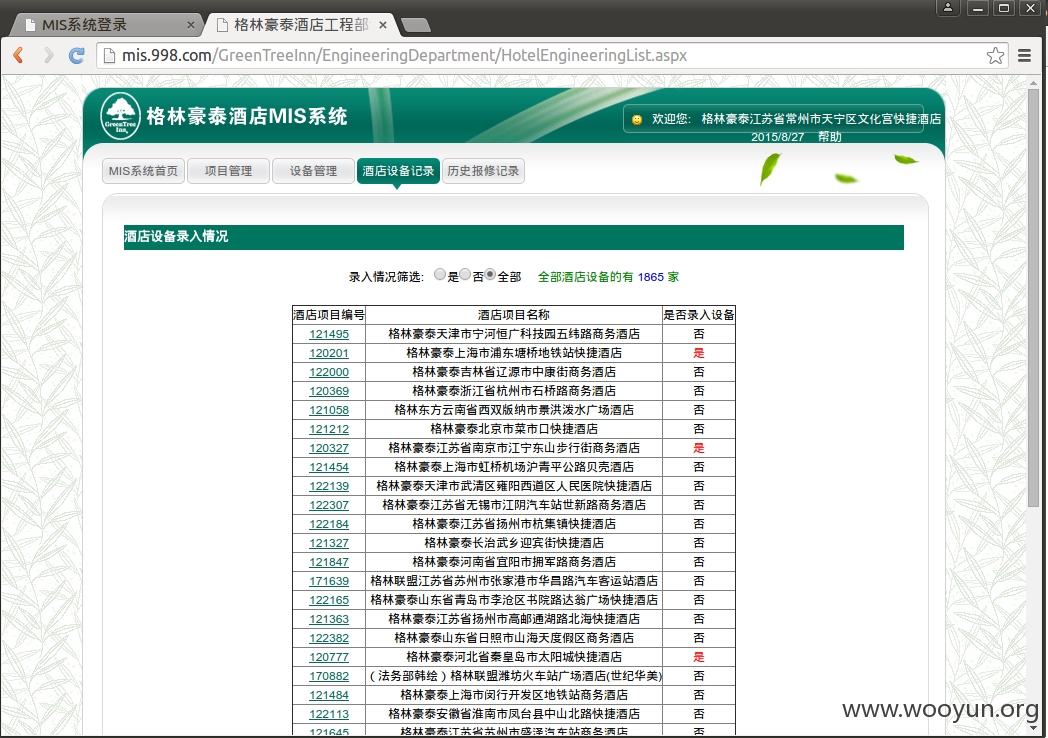 MIS系统登录
格林豪泰酒店工程部
mis.998.com/GreenTreeInn/EngineeringDepartment/HotelEngineeringList.aspx
GreenTree Inn
格林豪泰酒店MIS系统
欢迎您: 格林豪泰江苏省常州市天宁区文化宫快捷酒店
2015/8/27 帮助
MIS系统首页 项目管理 设备管理 酒店设备记录 历史报修记录
酒店设备录入情况
录入情况筛选: 是 否 全部 全部酒店设备的有 1865 家
酒店项目编号 酒店项目名称 是否录入设备
121495 格林豪泰天津市宁河恒广科技园五纬路商务酒店 否
120201 格林豪泰上海市浦东塘桥地铁站快捷酒店 是
122000 格林豪泰吉林省辽源市中康街商务酒店 否
120369 格林豪泰浙江省杭州市石桥路商务酒店 否
121058 格林东方云南省西双版纳市景洪泼水广场酒店 否
121212 格林豪泰北京市菜市口快捷酒店 否
120327 格林豪泰江苏省南京市江宁东山步行街商务酒店 是
121454 格林豪泰上海市虹桥机场沪青平公路贝壳酒店 否
122139 格林豪泰天津市武清区雍阳西道区人民医院快捷酒店 否
122307 格林豪泰江苏省无锡市江阴汽车站世新路商务酒店 否
122184 格林豪泰江苏省扬州市杭集镇快捷酒店 否
121327 格林豪泰长治武乡迎宾街快捷酒店 否
121847 格林豪泰河南省宜阳市拥军路商务酒店 否
171639 格林联盟江苏省苏州市张家港市华昌路汽车客运站酒店 否
122165 格林豪泰山东省青岛市李沧区书院路达翁广场快捷酒店 否
121363 格林豪泰江苏省扬州市高邮通湖路北海快捷酒店 否
122382 格林豪泰山东省日照市山海天度假区商务酒店 否
120777 格林豪泰河北省秦皇岛市太阳城快捷酒店 是
170882 (法务部韩绘)格林联盟潍坊火车站广场酒店(世纪华美) 否
121484 格林豪泰上海市闵行开发区地铁站商务酒店 否
122113 格林豪泰安徽省淮南市凤台县中山北路快捷酒店 否
121645 格林豪泰江苏省苏州市盛泽汽车站商务酒店 否
www.wooyun.org